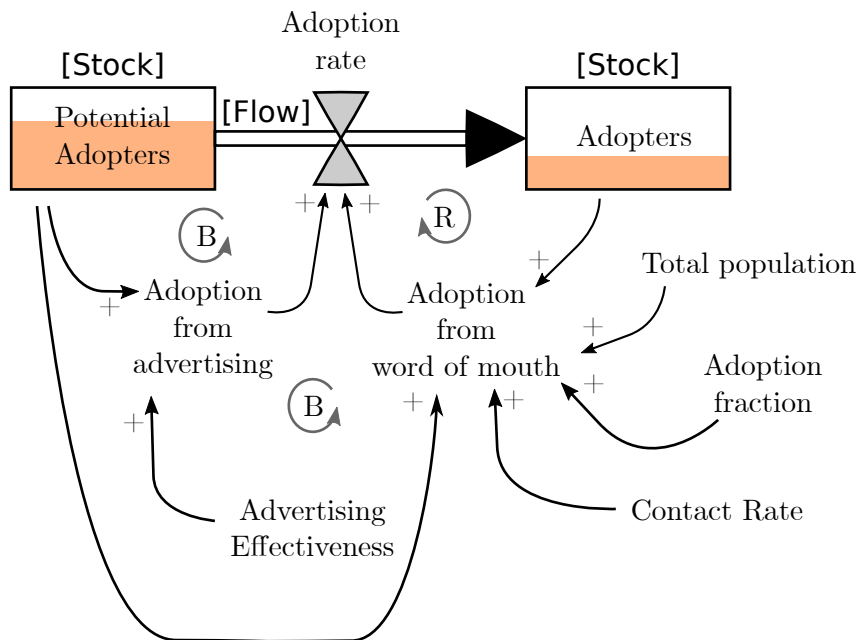 Adoption
rate
[Stock]
[Stock]
[Flow]
Potential
Adopters
Adopters
+
+
B
R
+
Total population
+
Adoption
from
advertising
Adoption
from
word of mouth
+
+
Adoption
fraction
B
+
+
+
Advertising
Effectiveness
Contact Rate